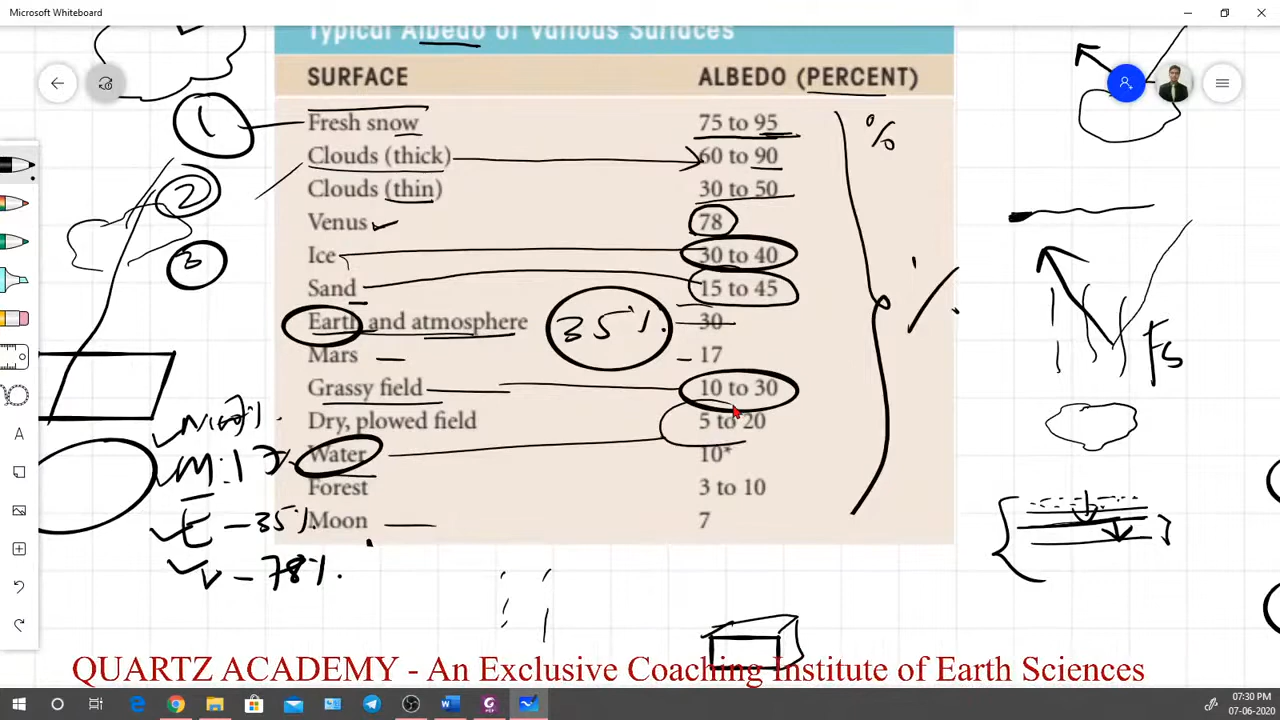 Microsoft Whiteboard
Typical Albedo of Various Surfaces
SURFACE ALBEDO (PERCENT)
1 Fresh snow 75 to 95 %
Clouds (thick) 60 to 90
2 Clouds (thin) 30 to 50
Venus 78
3 Ice 30 to 40
Sand 15 to 45
Earth and atmosphere 35%. 30
Mars 17
Grassy field 10 to 30
Dry, plowed field 5 to 20
Water 10*
Forest 3 to 10
E - 35% Moon 7
V - 78%.
QUARTZ ACADEMY - An Exclusive Coaching Institute of Earth Sciences
07:30 PM
07-06-2020